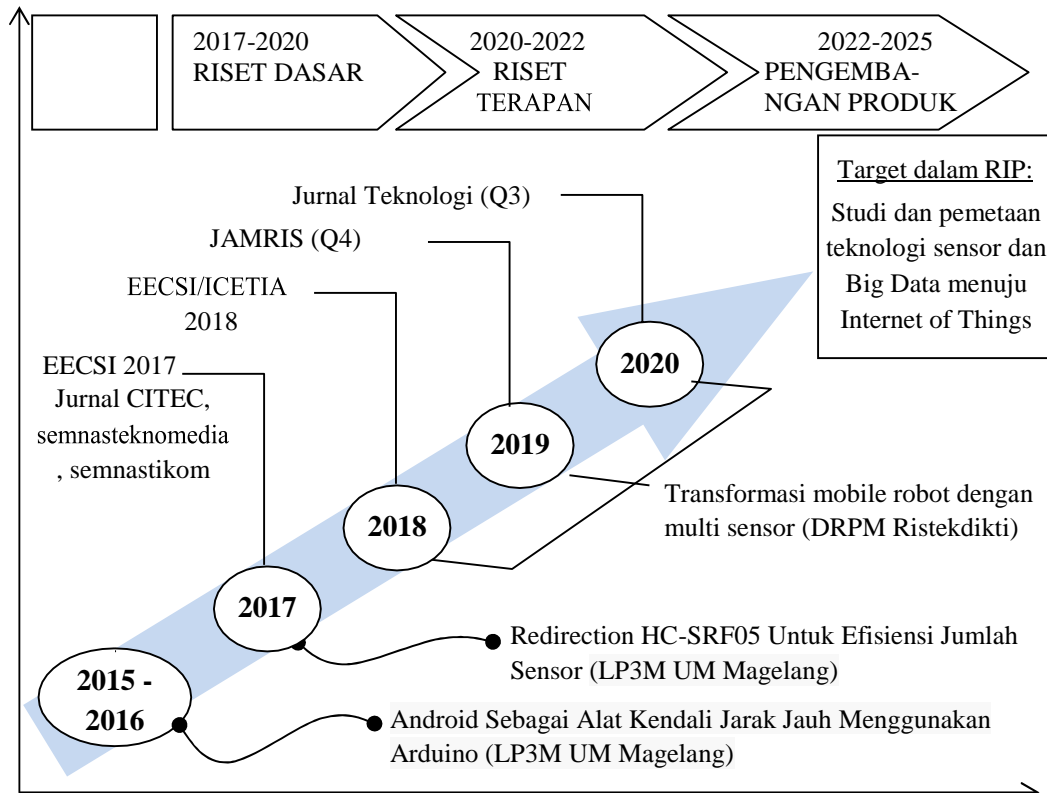 2017-2020
RISET DASAR
2020-2022
RISET
TERAPAN
2022-2025
PENGEMBA-
NGAN PRODUK
Target dalam RIP:
Studi dan pemetaan
teknologi sensor dan
Big Data menuju
Internet of Things
Jurnal Teknologi (Q3)
JAMRIS (Q4)
EECSI/ICETIA
2018
EECSI 2017
Jurnal CITEC,
semnasteknomedia
, semnastikom
2020
2019
2018
2017
2015 -
2016
Transformasi mobile robot dengan
multi sensor (DRPM Ristekdikti)
Redirection HC-SRF05 Untuk Efisiensi Jumlah
Sensor (LP3M UM Magelang)
Android Sebagai Alat Kendali Jarak Jauh Menggunakan
Arduino (LP3M UM Magelang)